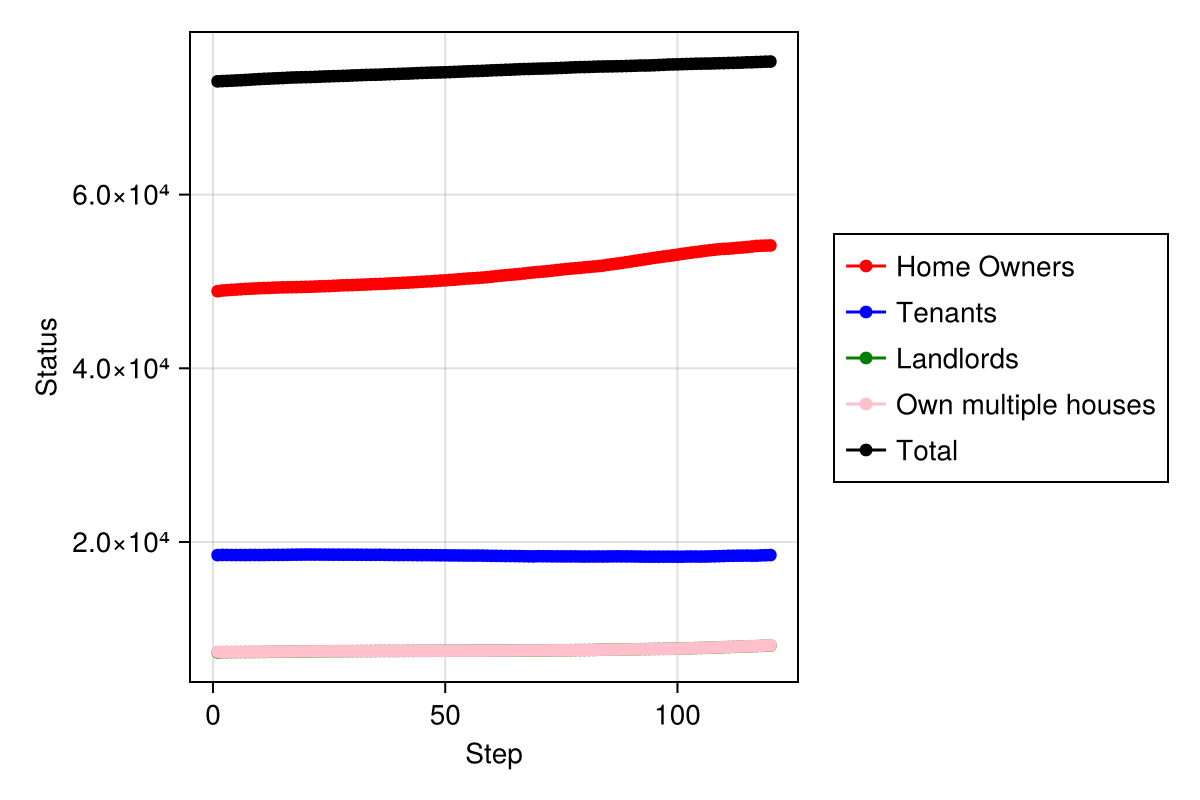 6.0×10⁴
4.0×10⁴
2.0×10⁴
Status
0 50 100
Step
Home Owners
Tenants
Landlords
Own multiple houses
Total